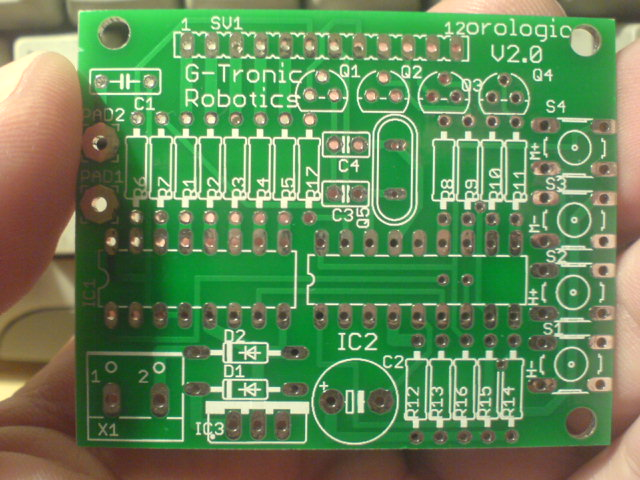 1 SV1 12 orologic
V2.0
G-Tronic
Robotics
Q1 Q2 Q3 Q4
C1
PAD2
PAD1
S4
M+
S3
M-
S2
H+
S1
H-
C4
C3
R6 R7 R1 R2 R3 R4 R5 R17
R8 R9 R10 R11
IC1
IC2
D2
D1
C2
+
1 2
X1
IC3
R12 R13 R16 R15 R14